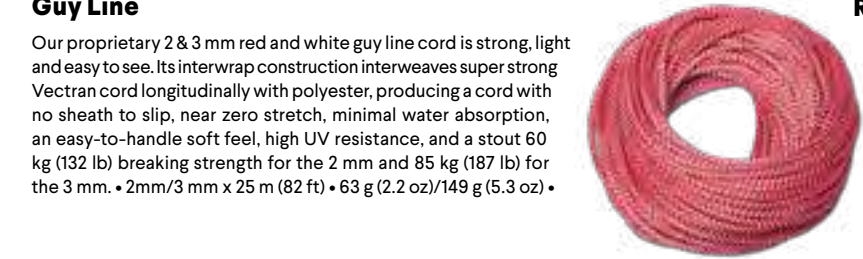 Guy Line
Our proprietary 2 & 3 mm red and white guy line cord is strong, light
and easy to see. Its interwrap construction interweaves super strong
Vectran cord longitudinally with polyester, producing a cord with
no sheath to slip, near zero stretch, minimal water absorption,
an easy-to-handle soft feel, high UV resistance, and a stout 60
kg (132 lb) breaking strength for the 2 mm and 85 kg (187 lb) for
the 3 mm. • 2mm/3 mm x 25 m (82 ft) • 63 g (2.2 oz)/149 g (5.3 oz) •